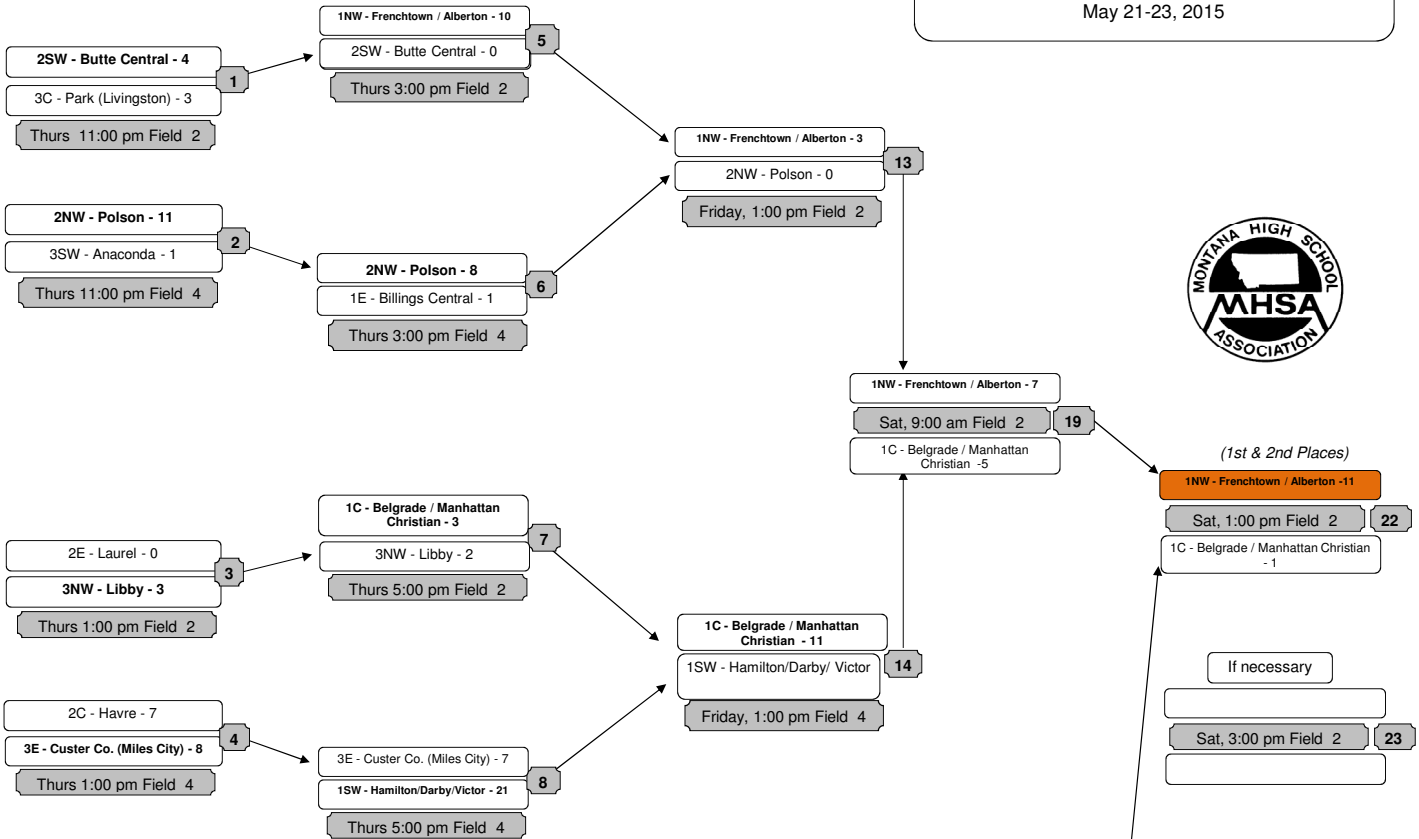 May 21-23, 2015
1NW - Frenchtown / Alberton - 10
5
2SW - Butte Central - 0
Thurs 3:00 pm Field 2
2SW - Butte Central - 4
1
3C - Park (Livingston) - 3
Thurs 11:00 pm Field 2
1NW - Frenchtown / Alberton - 3
13
2NW - Polson - 0
Friday, 1:00 pm Field 2
2NW - Polson - 11
2
3SW - Anaconda - 1
Thurs 11:00 pm Field 4
2NW - Polson - 8
6
1E - Billings Central - 1
Thurs 3:00 pm Field 4
MONTANA HIGH SCHOOL
MHSA
ASSOCIATION
1NW - Frenchtown / Alberton - 7
Sat, 9:00 am Field 2
19
1C - Belgrade / Manhattan
Christian -5
(1st & 2nd Places)
1NW - Frenchtown / Alberton -11
Sat, 1:00 pm Field 2
22
1C - Belgrade / Manhattan Christian
- 1
1C - Belgrade / Manhattan
Christian - 3
7
3NW - Libby - 2
Thurs 5:00 pm Field 2
2E - Laurel - 0
3
3NW - Libby - 3
Thurs 1:00 pm Field 2
1C - Belgrade / Manhattan
Christian - 11
14
1SW - Hamilton/Darby/ Victor
Friday, 1:00 pm Field 4
If necessary
Sat, 3:00 pm Field 2
23
2C - Havre - 7
4
3E - Custer Co. (Miles City) - 8
Thurs 1:00 pm Field 4
3E - Custer Co. (Miles City) - 7
8
1SW - Hamilton/Darby/Victor - 21
Thurs 5:00 pm Field 4